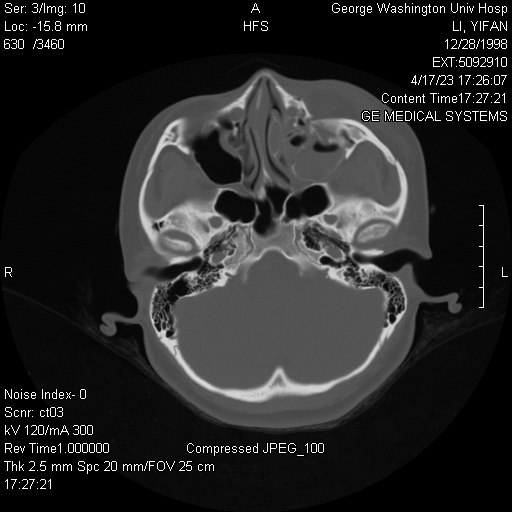 Ser: 3/Img: 10
Loc: -15.8 mm
630 /3460
A
HFS
George Washington Univ Hosp
LI, YIFAN
12/28/1998
EXT:5092910
4/17/23 17:26:07
Content Time17:27:21
GE MEDICAL SYSTEMS
R
L
Noise Index- 0
Scnr: ct03
kV 120/mA 300
Rev Time1.000000
Compressed JPEG_100
Thk 2.5 mm Spc 20 mm/FOV 25 cm
17:27:21